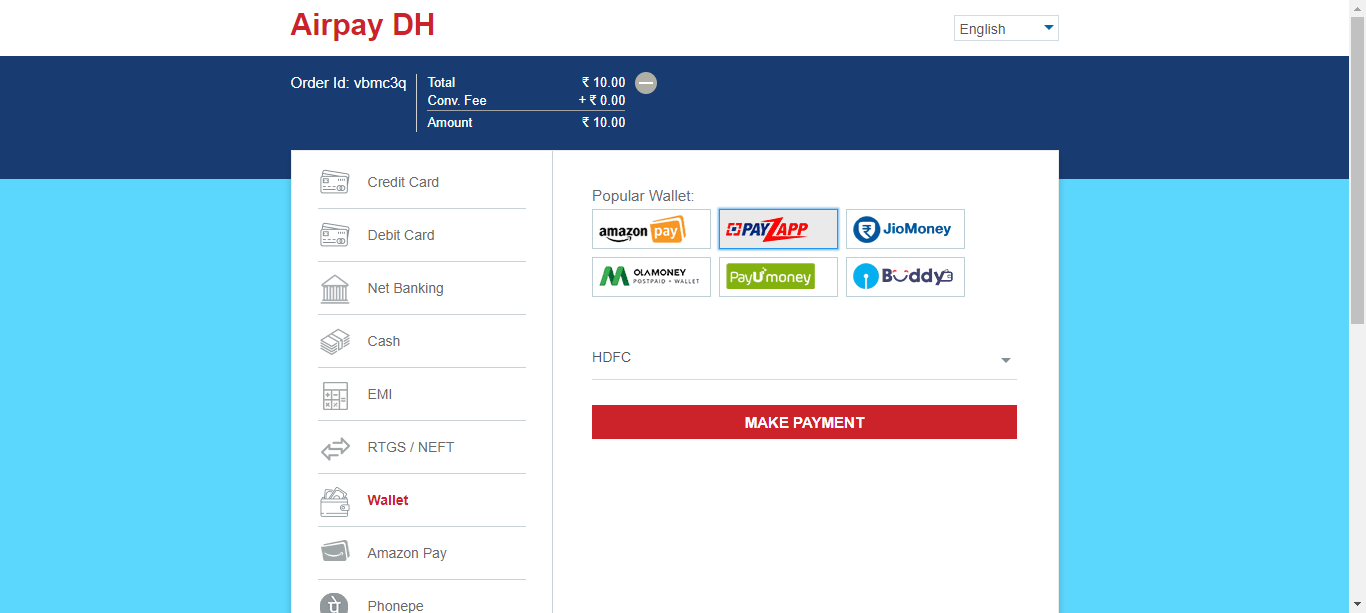 Airpay DH
English
Order Id: vbmc3q
Total ₹ 10.00
Conv. Fee + ₹ 0.00
Amount ₹ 10.00
Credit Card
Debit Card
Net Banking
Cash
EMI
RTGS / NEFT
Wallet
Amazon Pay
Phonepe
Popular Wallet:
amazon pay
PAYZAPP
JioMoney
OLAMONEY
POSTPAID + WALLET
PayUmoney
Buddy
HDFC
MAKE PAYMENT